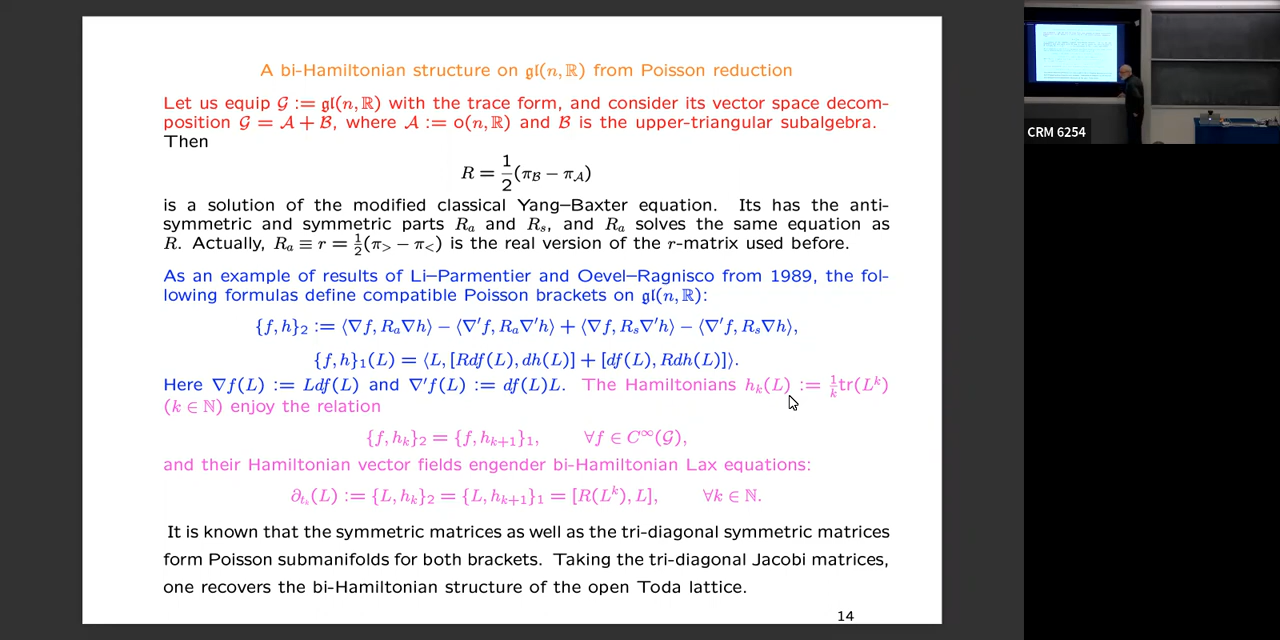 A bi-Hamiltonian structure on 𝔤𝔩(n, ℝ) from Poisson reduction
Let us equip 𝒢 := 𝔤𝔩(n, ℝ) with the trace form, and consider its vector space decom-
position 𝒢 = 𝒜 + ℬ, where 𝒜 := o(n, ℝ) and ℬ is the upper-triangular subalgebra.
Then
R = 1/2(π_ℬ − π_𝒜)
is a solution of the modified classical Yang–Baxter equation. Its has the anti-
symmetric and symmetric parts R_a and R_s, and R_a solves the same equation as
R. Actually, R_a ≡ r = 1/2(π_> − π_<) is the real version of the r-matrix used before.
As an example of results of Li–Parmentier and Oevel–Ragnisco from 1989, the fol-
lowing formulas define compatible Poisson brackets on 𝔤𝔩(n, ℝ):
{f, h}_2 := ⟨∇f, R_a∇h⟩ − ⟨∇′f, R_a∇′h⟩ + ⟨∇f, R_s∇′h⟩ − ⟨∇′f, R_s∇h⟩,
{f, h}_1(L) = ⟨L, [Rdf(L), dh(L)] + [df(L), Rdh(L)]⟩.
Here ∇f(L) := Ldf(L) and ∇′f(L) := df(L)L. The Hamiltonians h_k(L) := 1/k tr(L^k)
(k ∈ ℕ) enjoy the relation
{f, h_k}_2 = {f, h_{k+1}}_1, ∀f ∈ C^∞(𝒢),
and their Hamiltonian vector fields engender bi-Hamiltonian Lax equations:
∂_{t_k}(L) := {L, h_k}_2 = {L, h_{k+1}}_1 = [R(L^k), L], ∀k ∈ ℕ.
It is known that the symmetric matrices as well as the tri-diagonal symmetric matrices
form Poisson submanifolds for both brackets. Taking the tri-diagonal Jacobi matrices,
one recovers the bi-Hamiltonian structure of the open Toda lattice.
14
CRM 6254